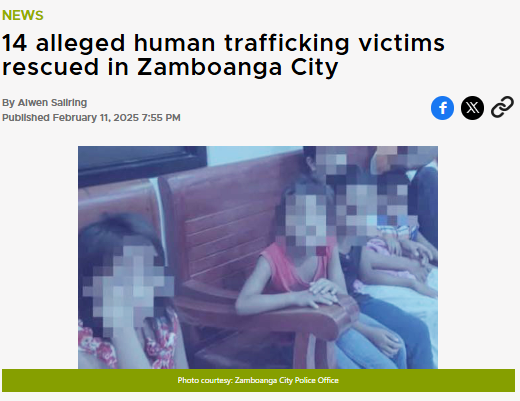 NEWS
14 alleged human trafficking victims
rescued in Zamboanga City
By Alwen Saliring
Published February 11, 2025 7:55 PM
Photo courtesy: Zamboanga City Police Office